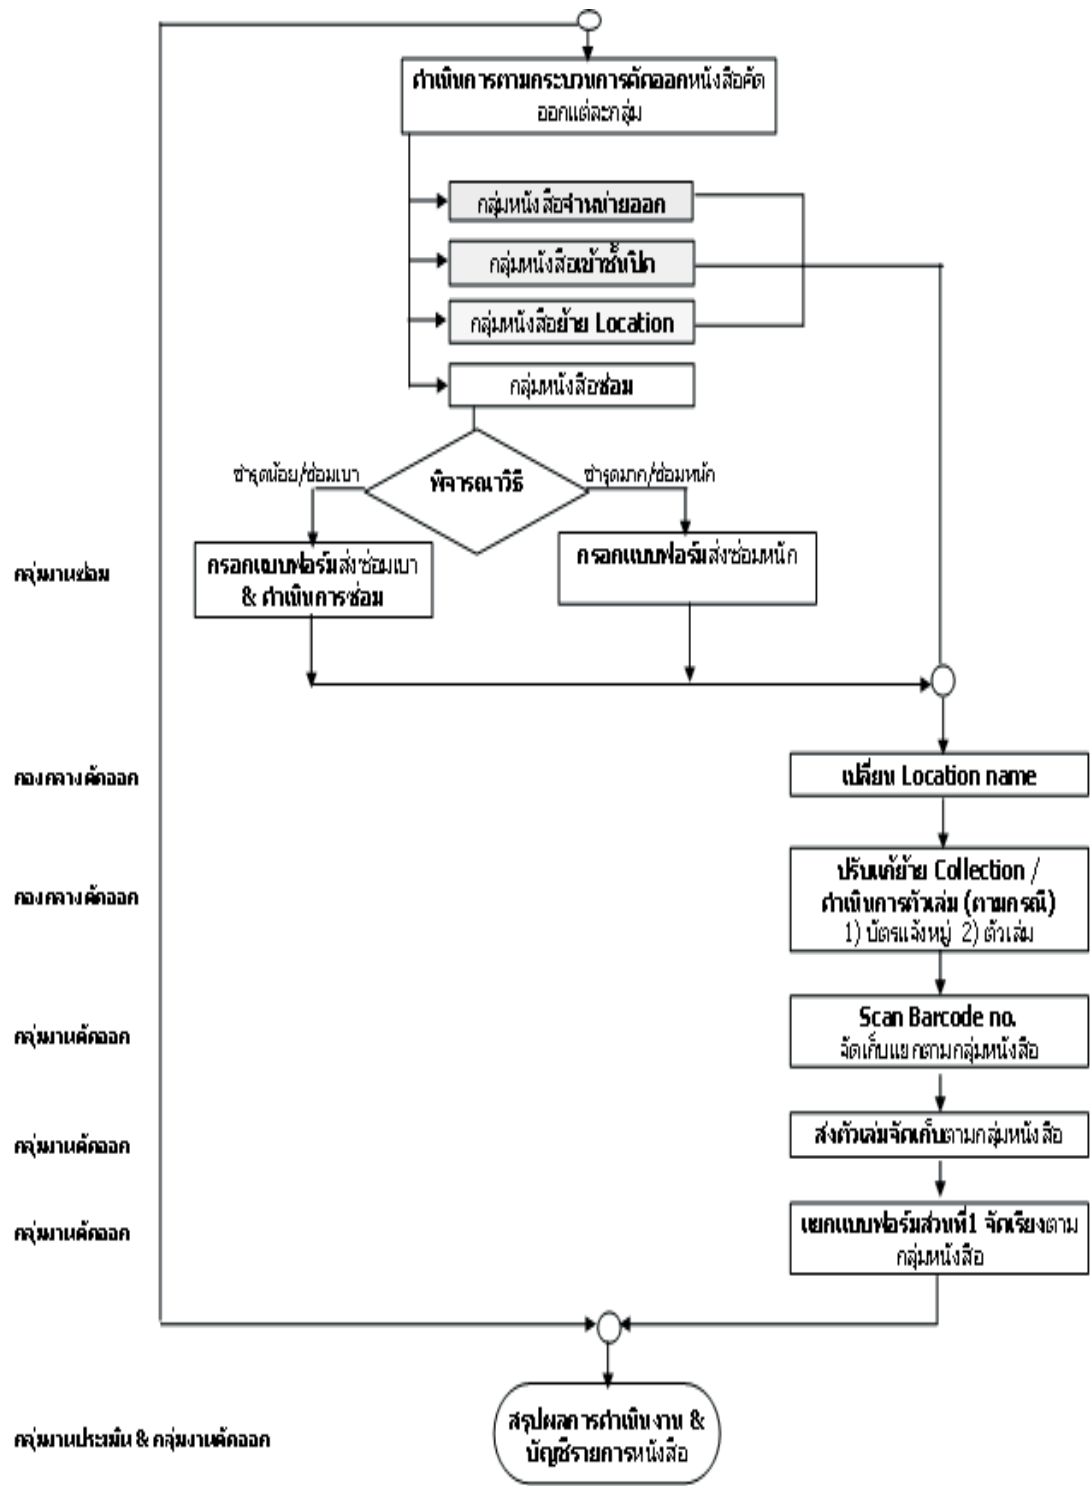 ดำเนินการตามกระบวนการคัดออกหนังสือคัด
ออกแต่ละกลุ่ม
กลุ่มหนังสือจำหน่ายออก
กลุ่มหนังสือเข้าชั้นปิด
กลุ่มหนังสือย้าย Location
กลุ่มหนังสือซ่อม
ชำรุดน้อย/ซ่อมเบา
พิจารณาวิธี
ชำรุดมาก/ซ่อมหนัก
กลุ่มงานซ่อม
กรอกแบบฟอร์มส่งซ่อมเบา
& ดำเนินการซ่อม
กรอกแบบฟอร์มส่งซ่อมหนัก
กองกลางคัดออก
เปลี่ยน Location name
กองกลางคัดออก
ปรับแก้ย้าย Collection /
ดำเนินการตัวเล่ม (ตามกรณี)
1) บัตรแจ้งหมู่ 2) ตัวเล่ม
กลุ่มงานคัดออก
Scan Barcode no.
จัดเก็บแยกตามกลุ่มหนังสือ
กลุ่มงานคัดออก
ส่งตัวเล่มจัดเก็บตามกลุ่มหนังสือ
กลุ่มงานคัดออก
แยกแบบฟอร์มส่วนที่1 จัดเรียงตาม
กลุ่มหนังสือ
กลุ่มงานประเมิน & กลุ่มงานคัดออก
สรุปผลการดำเนินงาน &
บัญชีรายการหนังสือ